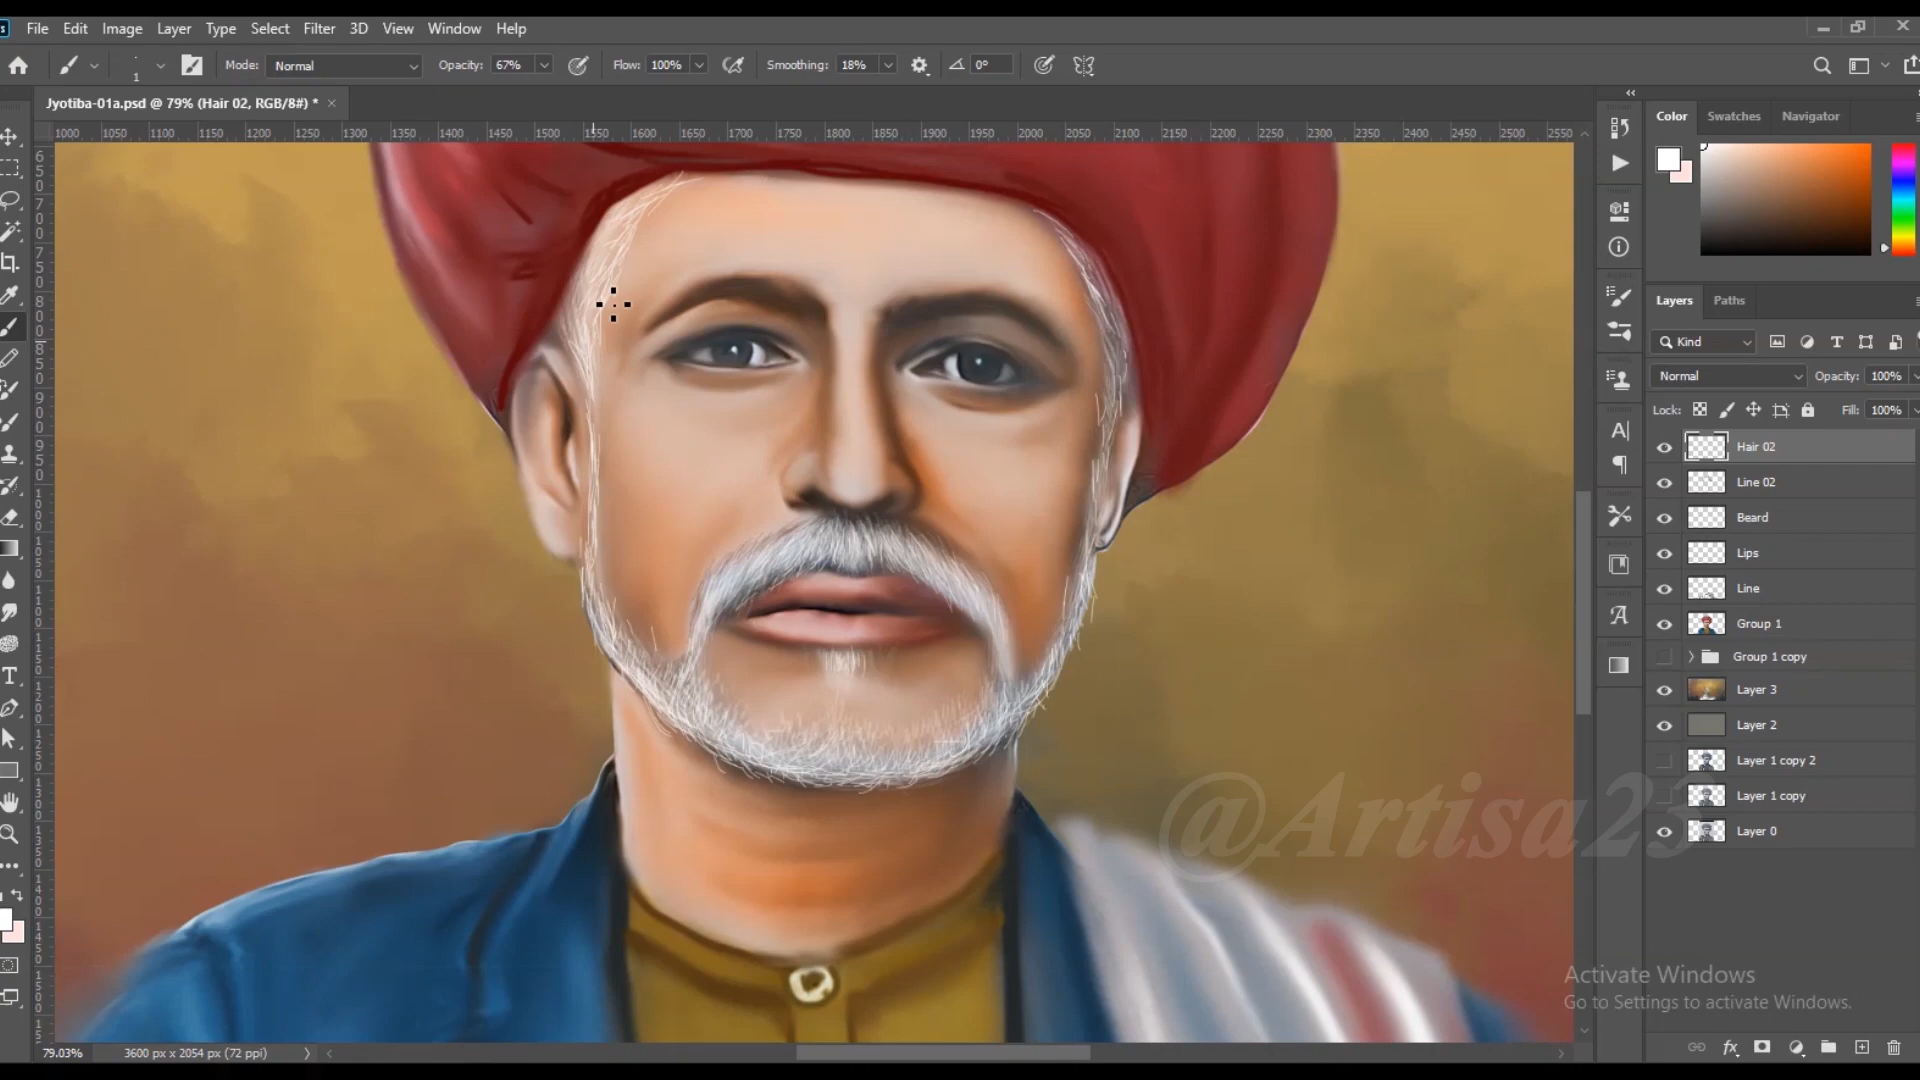 File Edit Image Layer Type Select Filter 3D View Window Help
1 Mode: Normal Opacity: 67% Flow: 100% Smoothing: 18% 0°
Jyotiba-01a.psd @ 79% (Hair 02, RGB/8#) * ×
1000 1050 1100 1150 1200 1250 1300 1350 1400 1450 1500 1550 1600 1650 1700 1750 1800 1850 1900 1950 2000 2050 2100 2150 2200 2250 2300 2350 2400 2450 2500 2550
Color Swatches Navigator
Layers Paths
Kind
Normal Opacity: 100%
Lock: Fill: 100%
Hair 02
Line 02
Beard
Lips
Line
Group 1
Group 1 copy
Layer 3
Layer 2
Layer 1 copy 2
Layer 1 copy
Layer 0
@Artisa23
Activate Windows
Go to Settings to activate Windows.
79.03% 3600 px x 2054 px (72 ppi)